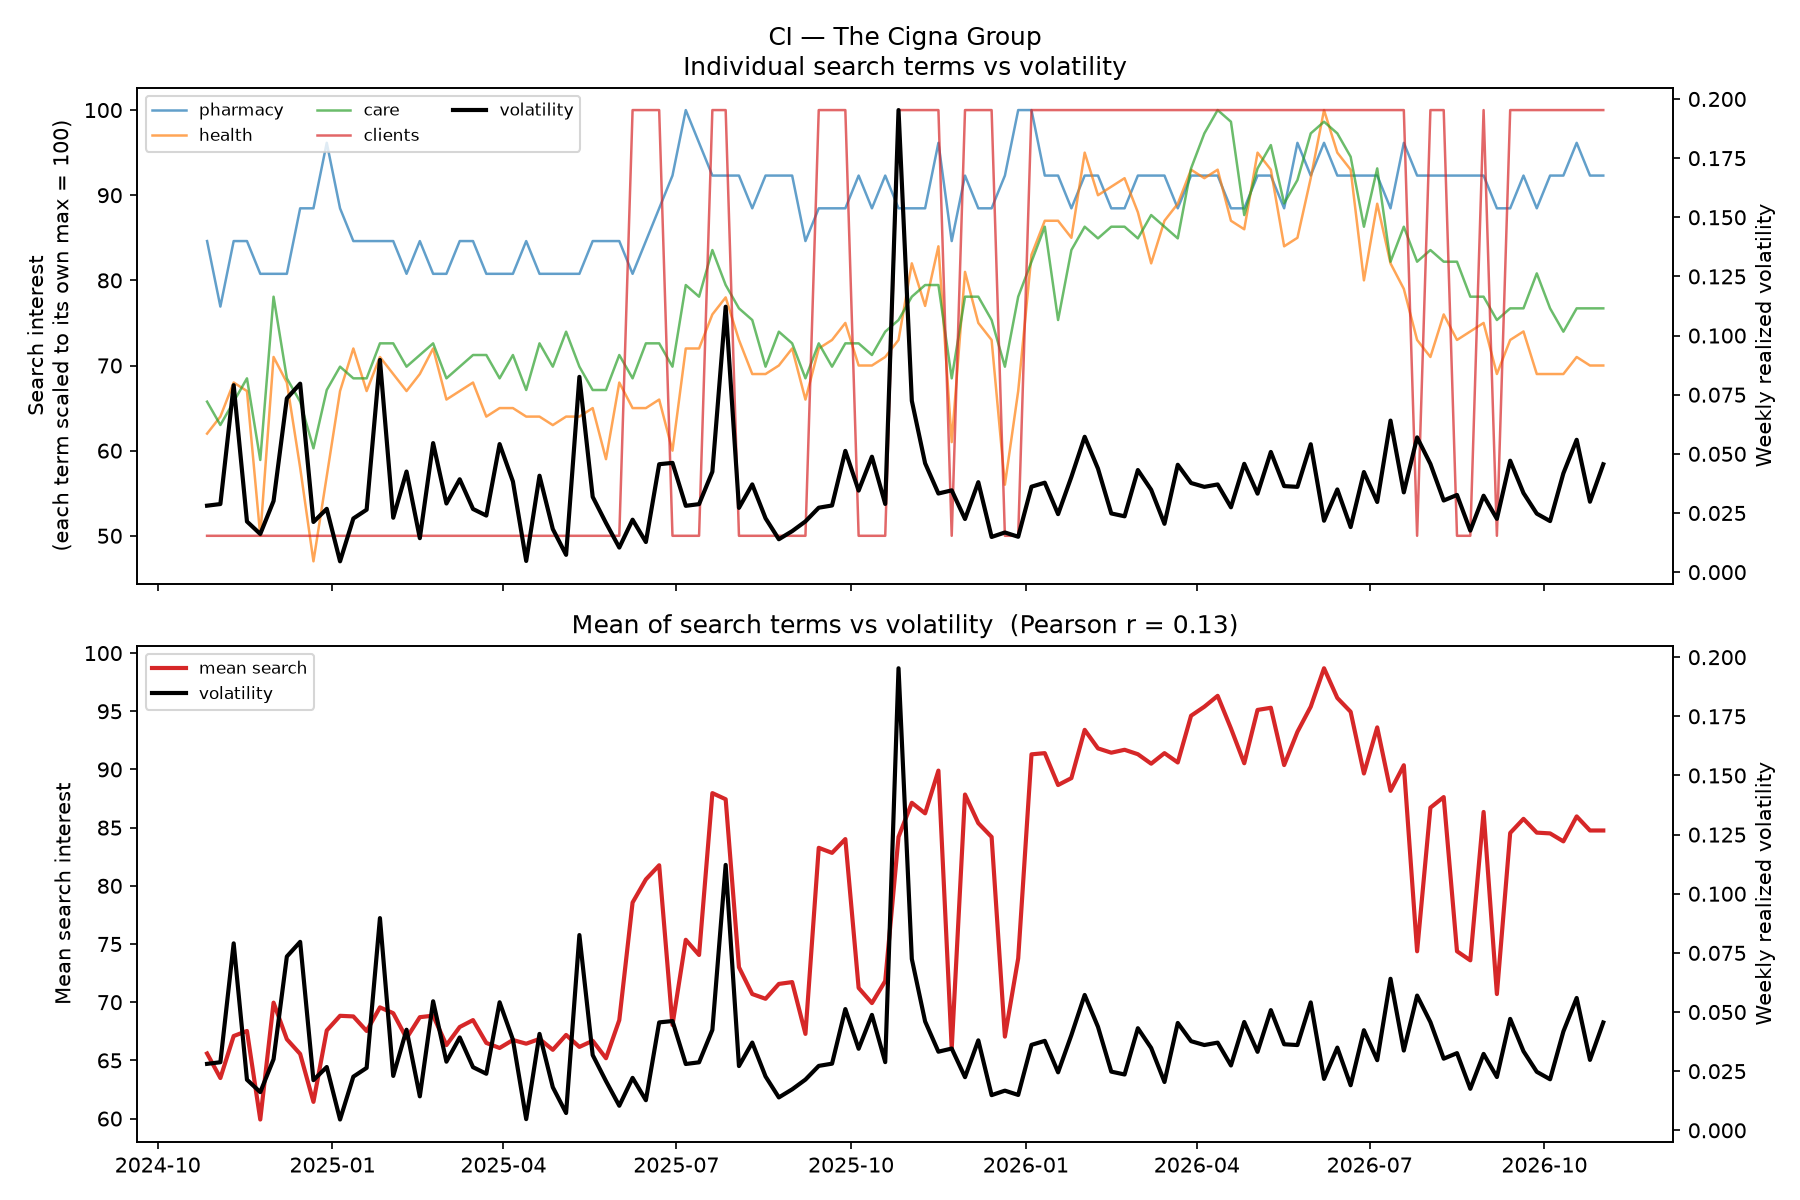 CI — The Cigna Group
Individual search terms vs volatility
pharmacy
health
care
clients
volatility
Search interest
(each term scaled to its own max = 100)
100
90
80
70
60
50
0.200
0.175
0.150
0.125
0.100
0.075
0.050
0.025
0.000
Weekly realized volatility
Mean of search terms vs volatility (Pearson r = 0.13)
mean search
volatility
Mean search interest
100
95
90
85
80
75
70
65
60
0.200
0.175
0.150
0.125
0.100
0.075
0.050
0.025
0.000
Weekly realized volatility
2024-10
2025-01
2025-04
2025-07
2025-10
2026-01
2026-04
2026-07
2026-10